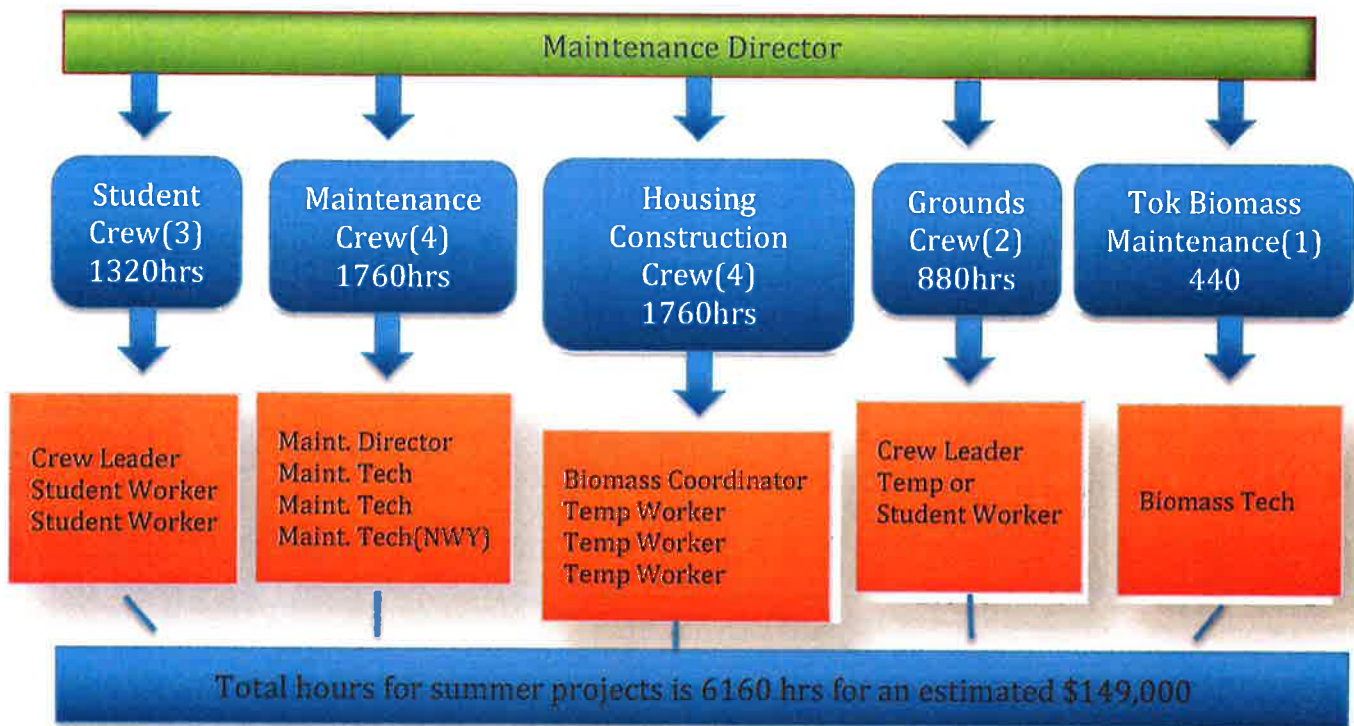 Maintenance Director
Student
Crew(3)
1320hrs
Maintenance
Crew(4)
1760hrs
Housing
Construction
Crew(4)
1760hrs
Grounds
Crew(2)
880hrs
Tok Biomass
Maintenance(1)
440
Crew Leader
Student Worker
Student Worker
Maint. Director
Maint. Tech
Maint. Tech
Maint. Tech(NWY)
Biomass Coordinator
Temp Worker
Temp Worker
Temp Worker
Crew Leader
Temp or
Student Worker
Biomass Tech
Total hours for summer projects is 6160 hrs for an estimated $149,000